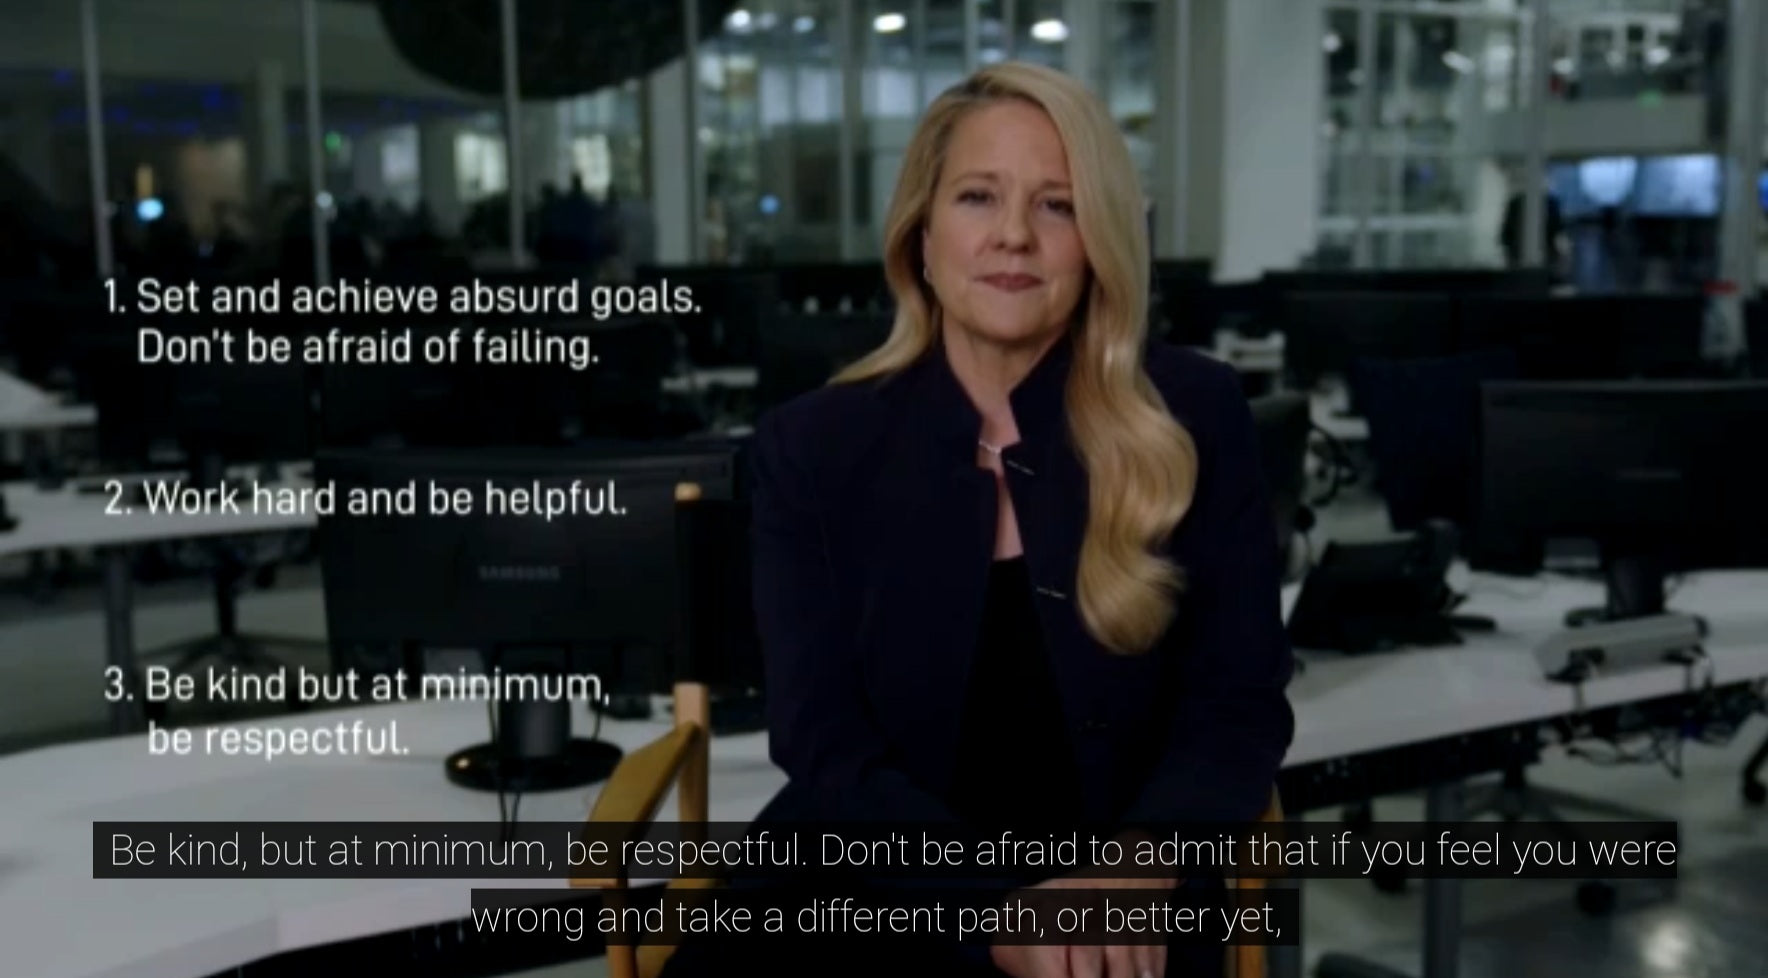 1. Set and achieve absurd goals.
Don't be afraid of failing.
2. Work hard and be helpful.
SAMSUNG
3. Be kind but at minimum,
be respectful.
Be kind, but at minimum, be respectful. Don't be afraid to admit that if you feel you were
wrong and take a different path, or better yet,